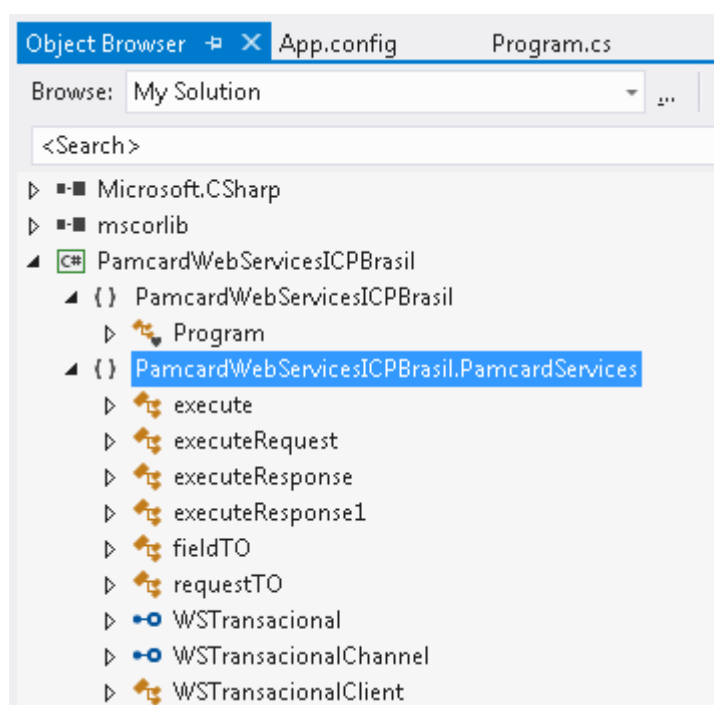 Object Browser App.config Program.cs
Browse: My Solution ...
<Search>
Microsoft.CSharp
mscorlib
C# PamcardWebServicesICPBrasil
{ } PamcardWebServicesICPBrasil
Program
{ } PamcardWebServicesICPBrasil.PamcardServices
execute
executeRequest
executeResponse
executeResponse1
fieldTO
requestTO
WSTransacional
WSTransacionalChannel
WSTransacionalClient